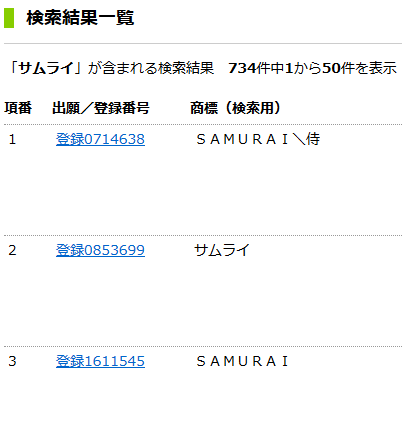 検索結果一覧
「サムライ」が含まれる検索結果　734件中1から50件を表示
項番 出願／登録番号 商標（検索用）
1 登録0714638 ＳＡＭＵＲＡＩ＼侍
2 登録0853699 サムライ
3 登録1611545 ＳＡＭＵＲＡＩ